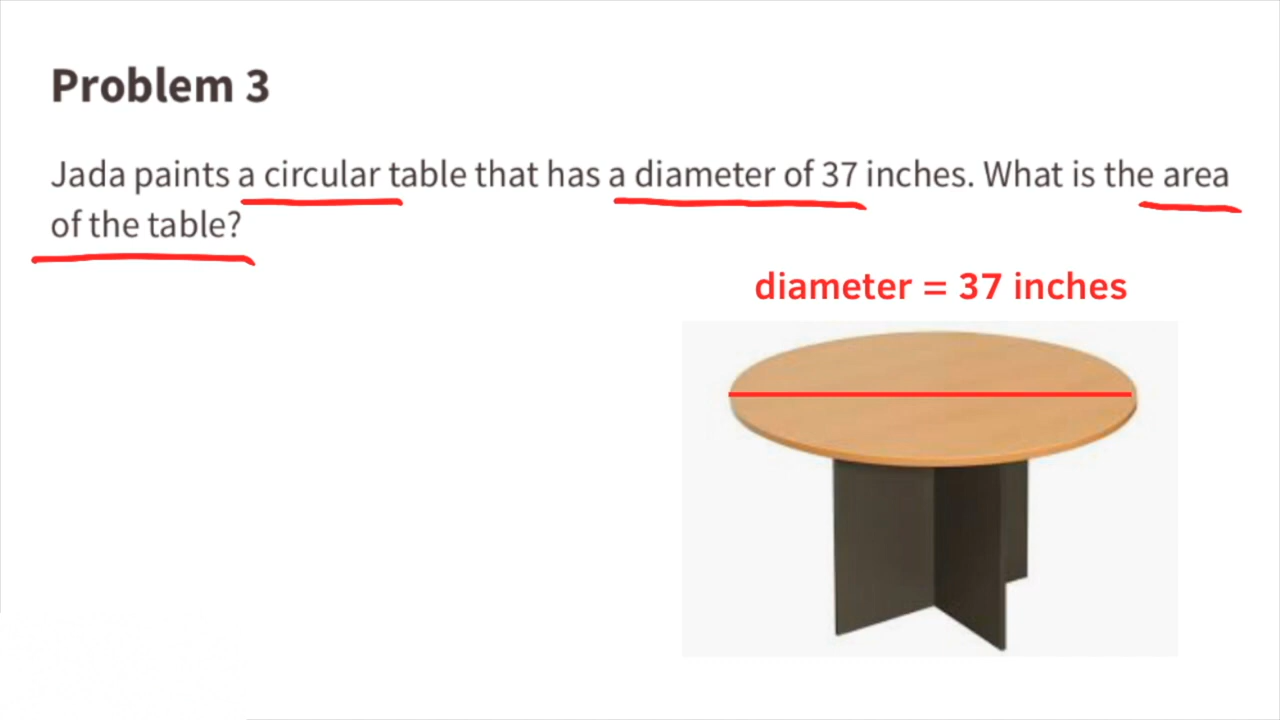 Problem 3
Jada paints a circular table that has a diameter of 37 inches. What is the area
of the table?
diameter = 37 inches